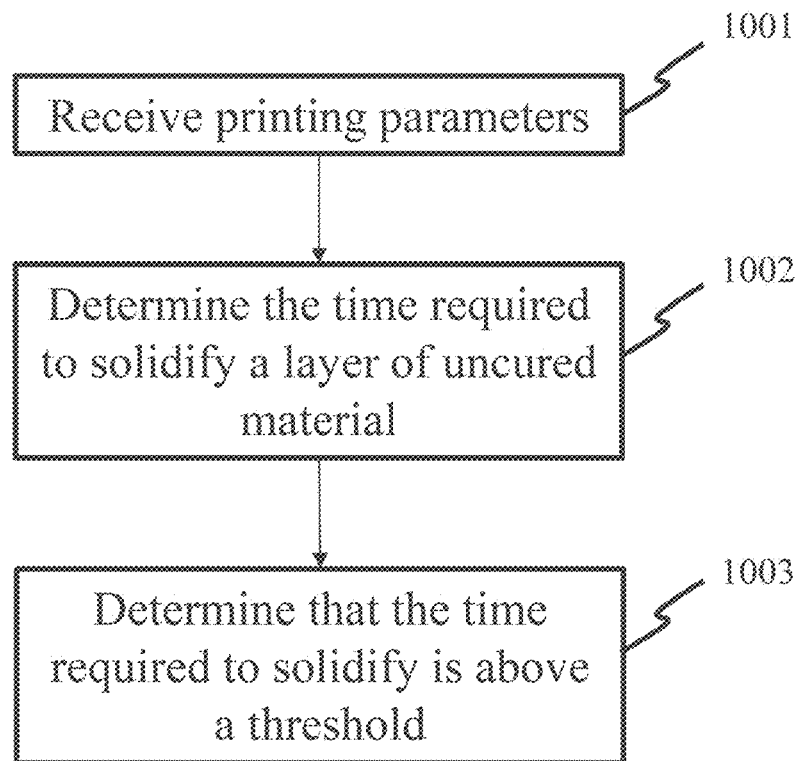 1001
Receive printing parameters
1002
Determine the time required
to solidify a layer of uncured
material
1003
Determine that the time
required to solidify is above
a threshold